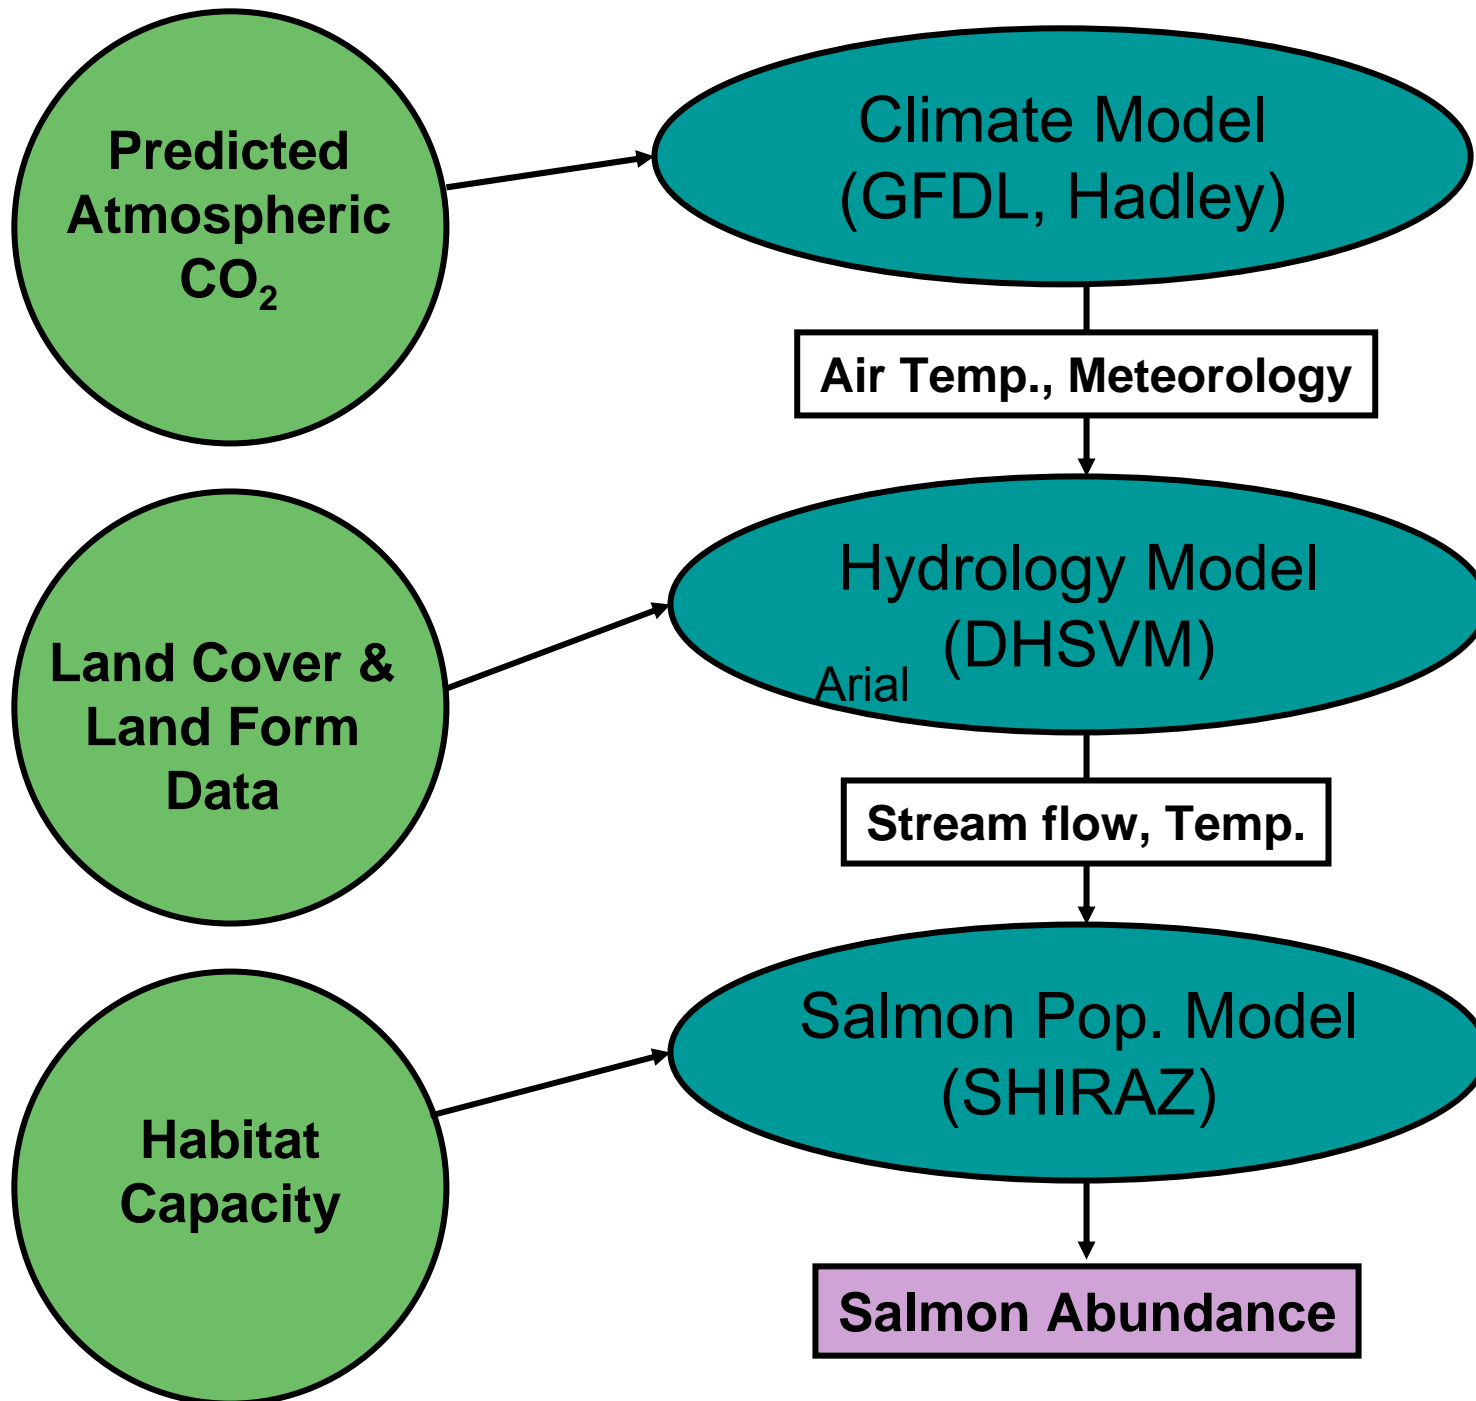 Predicted
Atmospheric
CO₂
Climate Model
(GFDL, Hadley)
Air Temp., Meteorology
Land Cover &
Land Form
Data
Hydrology Model
(DHSVM)
Arial
Stream flow, Temp.
Habitat
Capacity
Salmon Pop. Model
(SHIRAZ)
Salmon Abundance